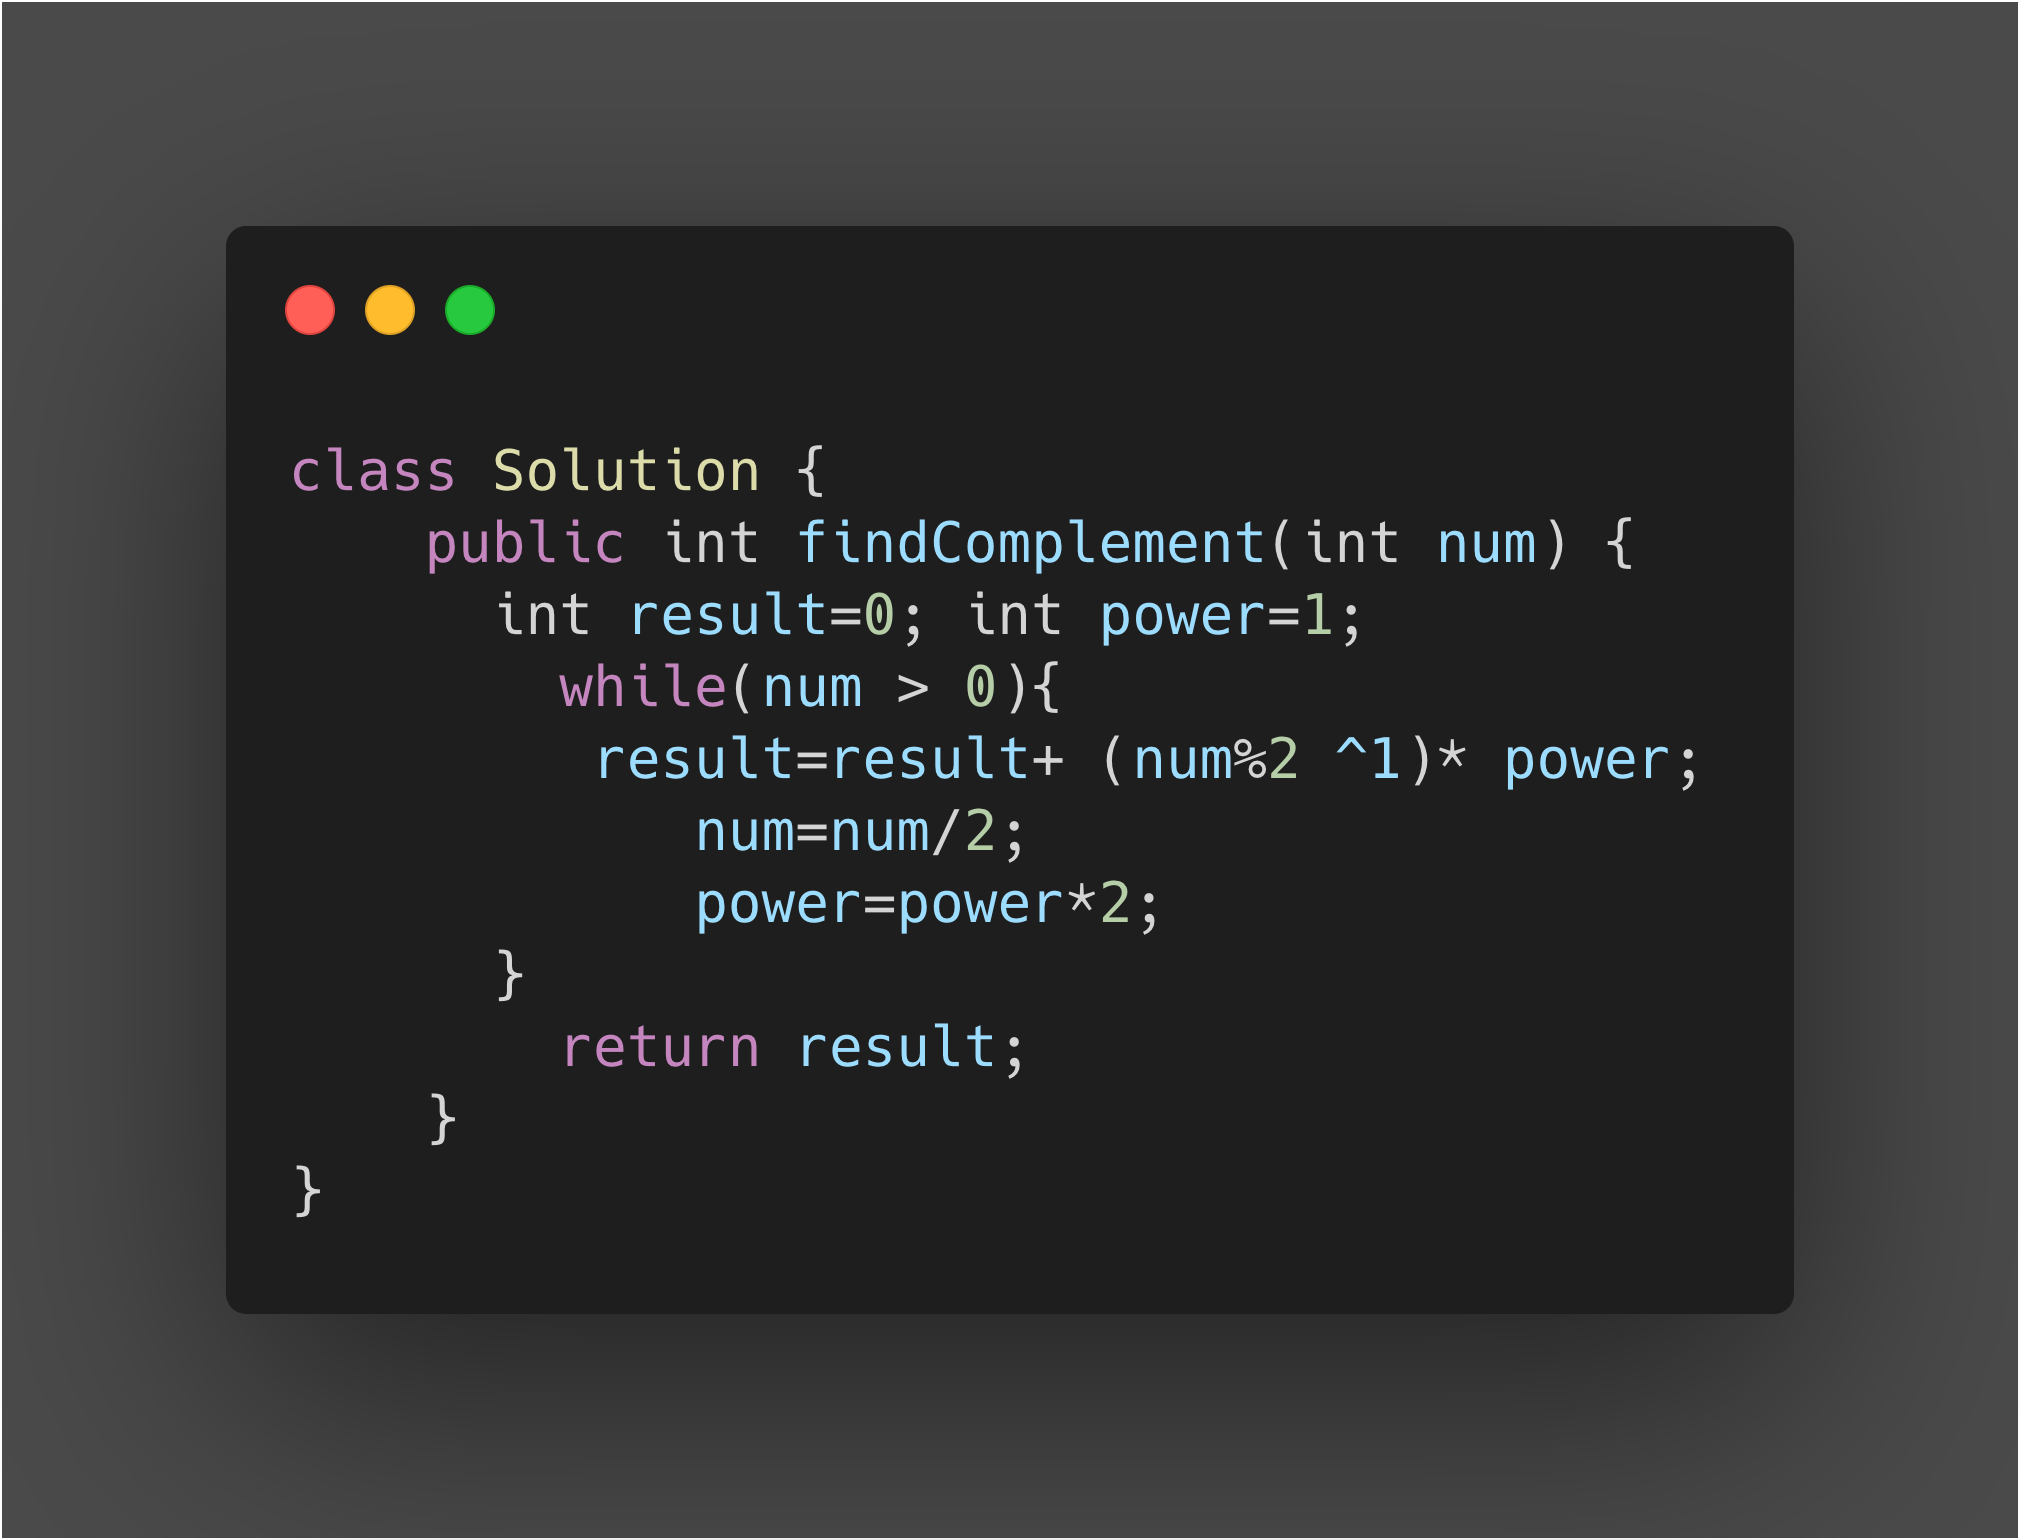 class Solution {
    public int findComplement(int num) {
      int result=0; int power=1;
        while(num > 0){
         result=result+ (num%2 ^1)* power;
            num=num/2;
            power=power*2;
      }
        return result;
    }
}